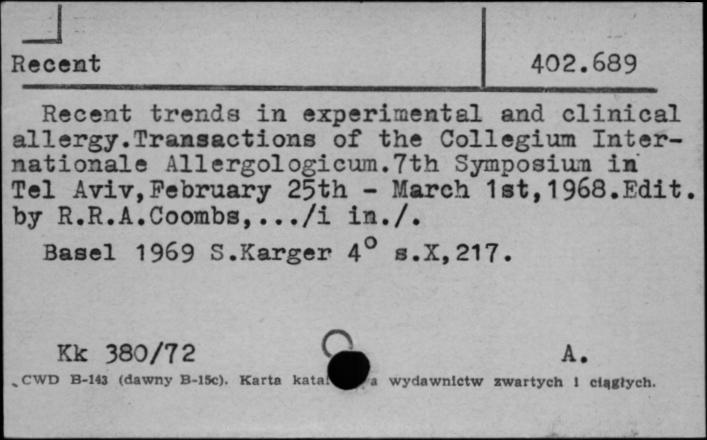 Recent
402.689
Recent trends in experimental and clinical
allergy.Transactions of the Collegium Inter-
nationale Allergologicum.7th Symposium in
Tel Aviv,February 25th - March 1st,1968.Edit.
by R.R.A.Coombs,.../i in./.
Basel 1969 S.Karger 4° s.X,217.
Kk 380/72
A.
CWD B-143 (dawny B-15c). Karta wydawnictw zwartych i ciągłych.